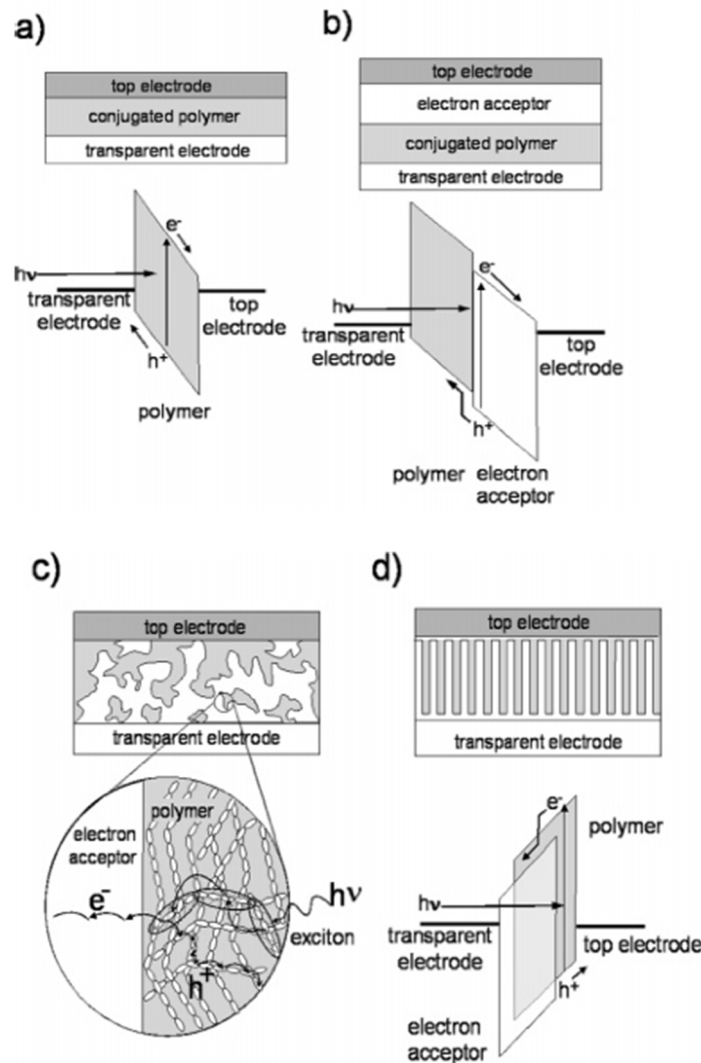 a)
top electrode
conjugated polymer
transparent electrode
e-
hν
transparent
electrode
top
electrode
h+
polymer
b)
top electrode
electron acceptor
conjugated polymer
transparent electrode
e-
hν
transparent
electrode
top
electrode
h+
polymer
electron
acceptor
c)
top electrode
transparent electrode
polymer
electron
acceptor
e-
hν
exciton
h+
d)
top electrode
transparent electrode
e-
polymer
hν
transparent
electrode
top electrode
h+
electron
acceptor